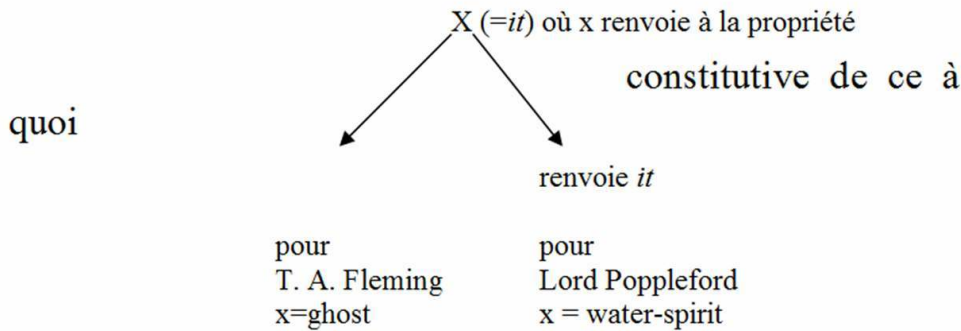 X (=it) où x renvoie à la propriété
constitutive de ce à
quoi
renvoie it
pour
T. A. Fleming
x=ghost
pour
Lord Poppleford
x = water-spirit